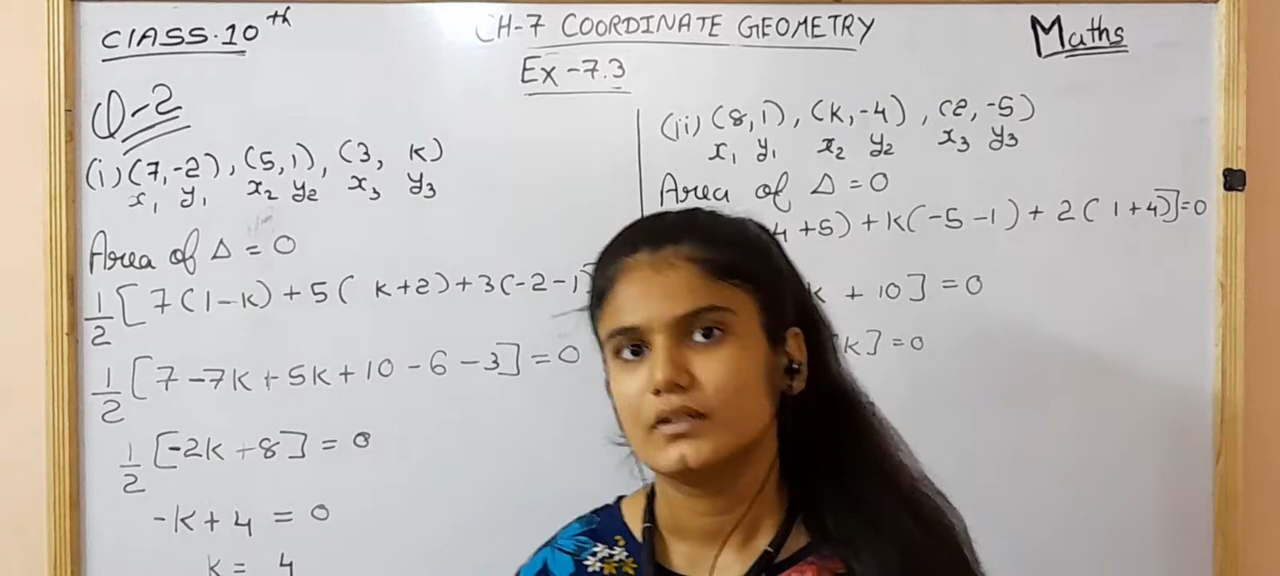 CLASS.10th
CH-7 COORDINATE GEOMETRY
Maths
Ex-7.3
Q-2
(i) (7,-2), (5,1), (3, k)
x₁ y₁ x₂ y₂ x₃ y₃
Area of Δ = 0
1/2 [7(1-k)+5( k+2)+3(-2-1)
1/2 [7-7k+5k+10-6-3]=0
1/2 [-2k+8]=0
-k+4 = 0
k = 4
(ii) (8,1), (k,-4), (2,-5)
x₁ y₁ x₂ y₂ x₃ y₃
Area of Δ=0
4+5)+k(-5-1)+2(1+4)]=0
k + 10]=0
k]=0